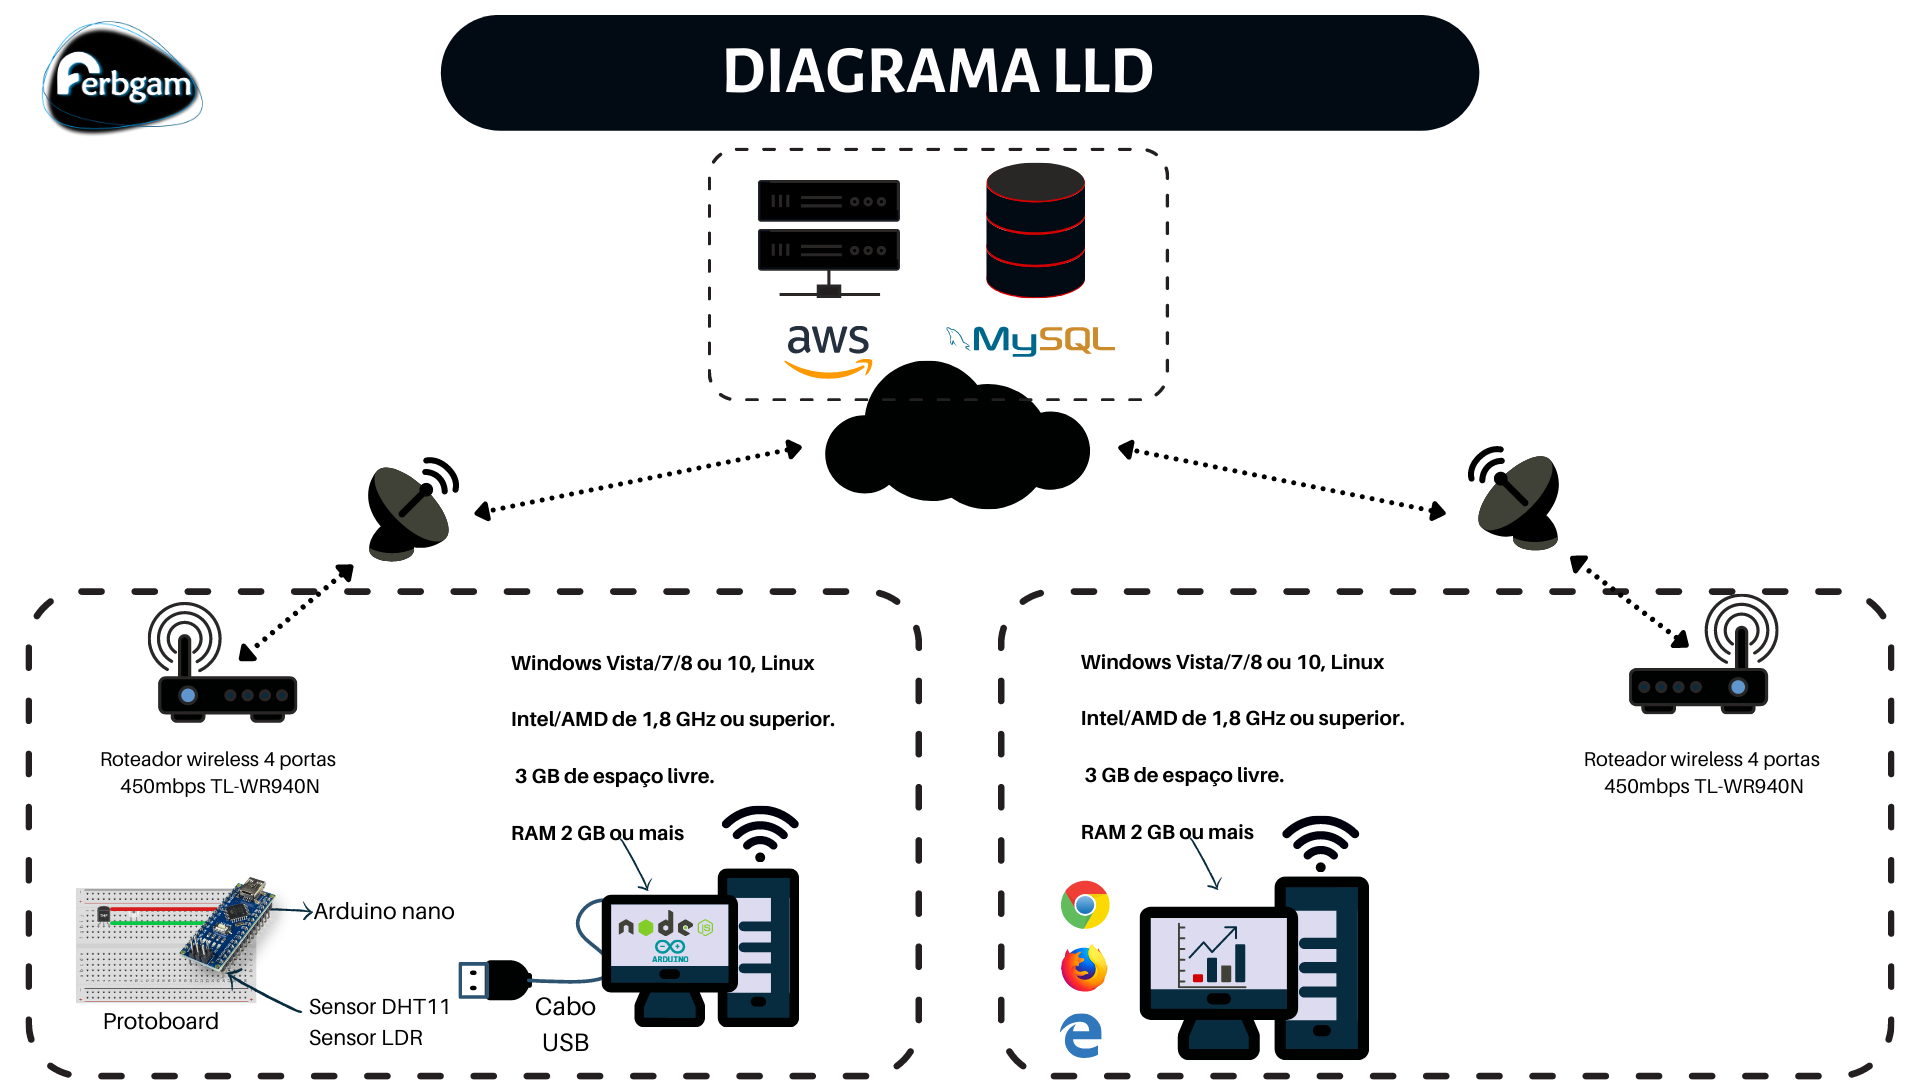 Ferbgam
DIAGRAMA LLD
aws
MySQL
Windows Vista/7/8 ou 10, Linux
Intel/AMD de 1,8 GHz ou superior.
3 GB de espaço livre.
RAM 2 GB ou mais
Roteador wireless 4 portas
450mbps TL-WR940N
Arduino nano
Sensor DHT11
Sensor LDR
Protoboard
Cabo
USB
node
JS
ARDUINO
Windows Vista/7/8 ou 10, Linux
Intel/AMD de 1,8 GHz ou superior.
3 GB de espaço livre.
RAM 2 GB ou mais
Roteador wireless 4 portas
450mbps TL-WR940N